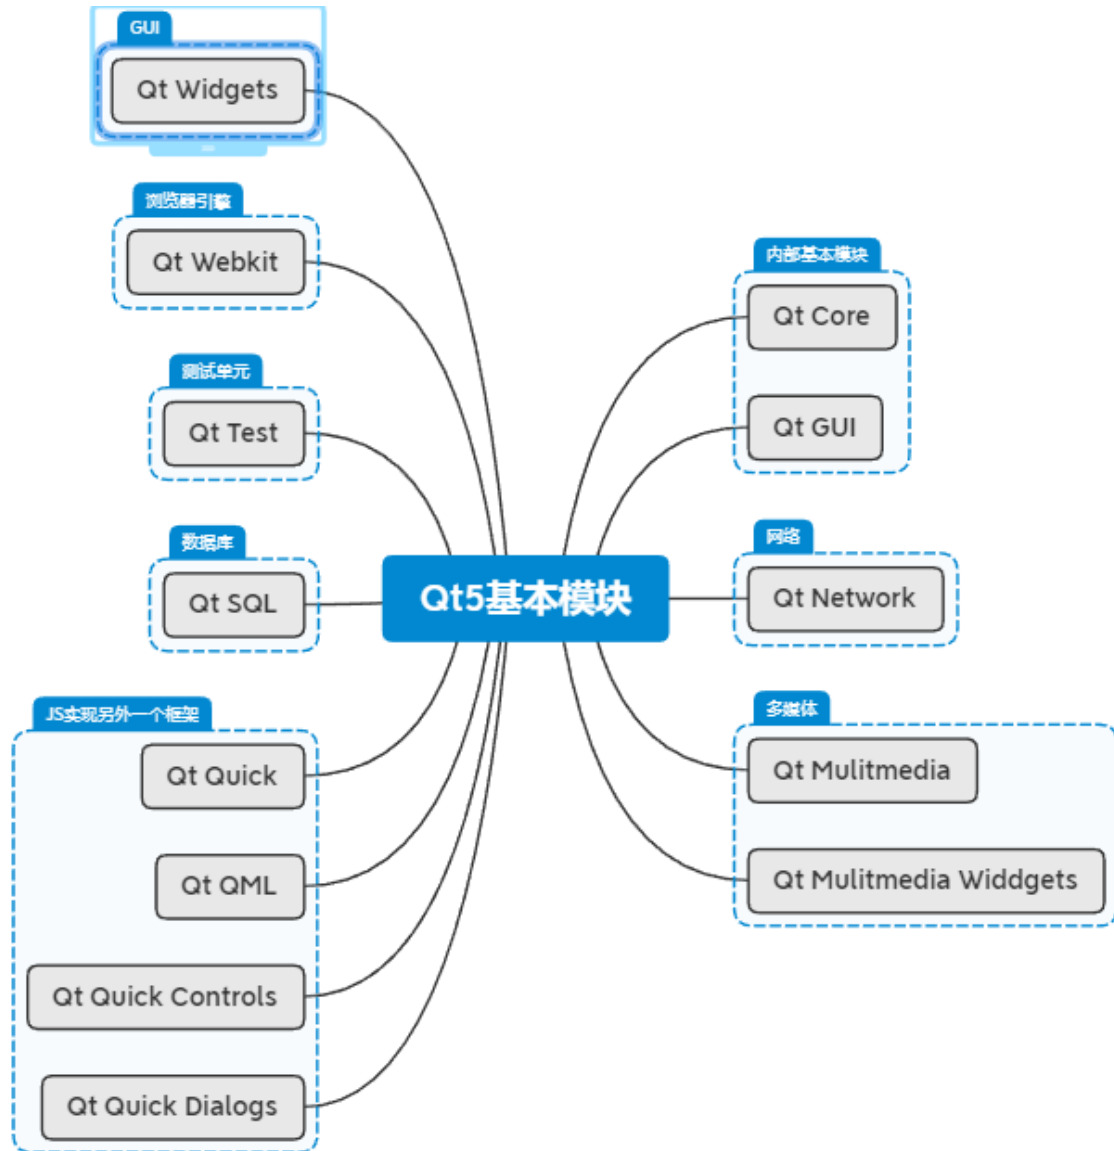 GUI
Qt Widgets
浏览器引擎
Qt Webkit
测试单元
Qt Test
数据库
Qt SQL
JS实现另外一个框架
Qt Quick
Qt QML
Qt Quick Controls
Qt Quick Dialogs
Qt5基本模块
内部基本模块
Qt Core
Qt GUI
网络
Qt Network
多媒体
Qt Mulitmedia
Qt Mulitmedia Widdgets